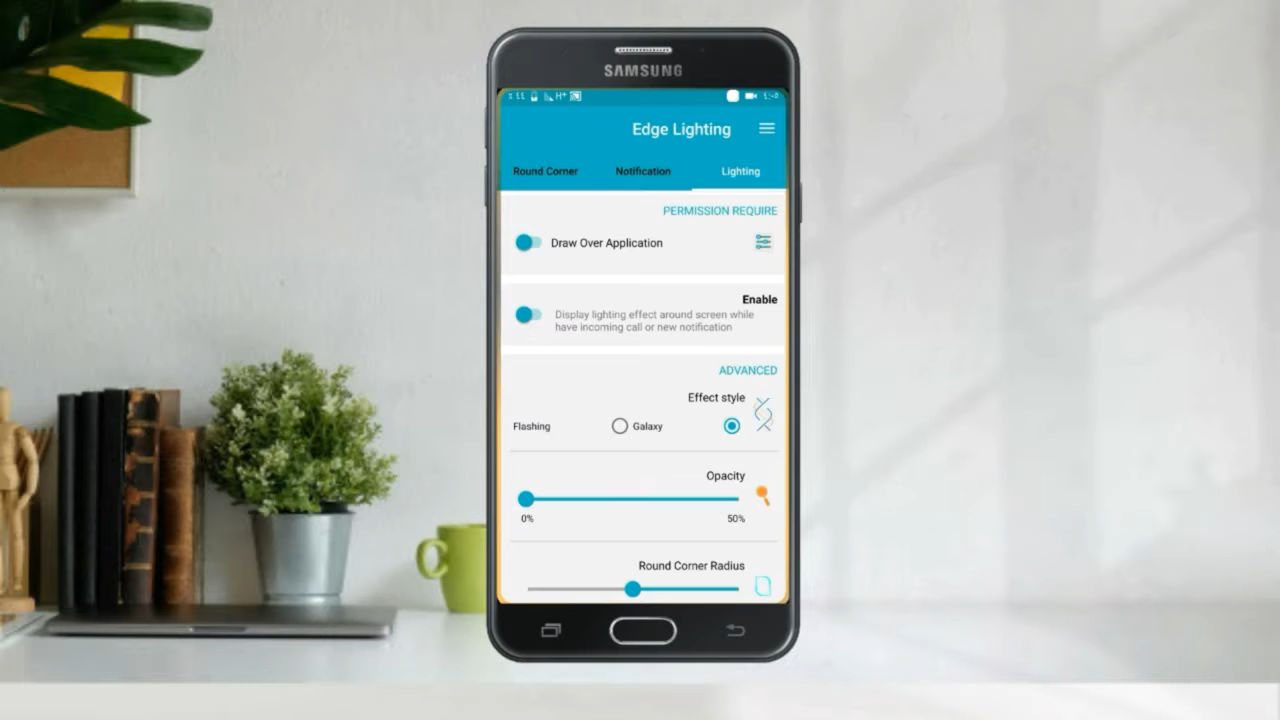 SAMSUNG
H+
Edge Lighting
Round Corner Notification Lighting
PERMISSION REQUIRE
Draw Over Application
Enable
Display lighting effect around screen while
have incoming call or new notification
ADVANCED
Effect style
Flashing Galaxy
Opacity
0% 50%
Round Corner Radius